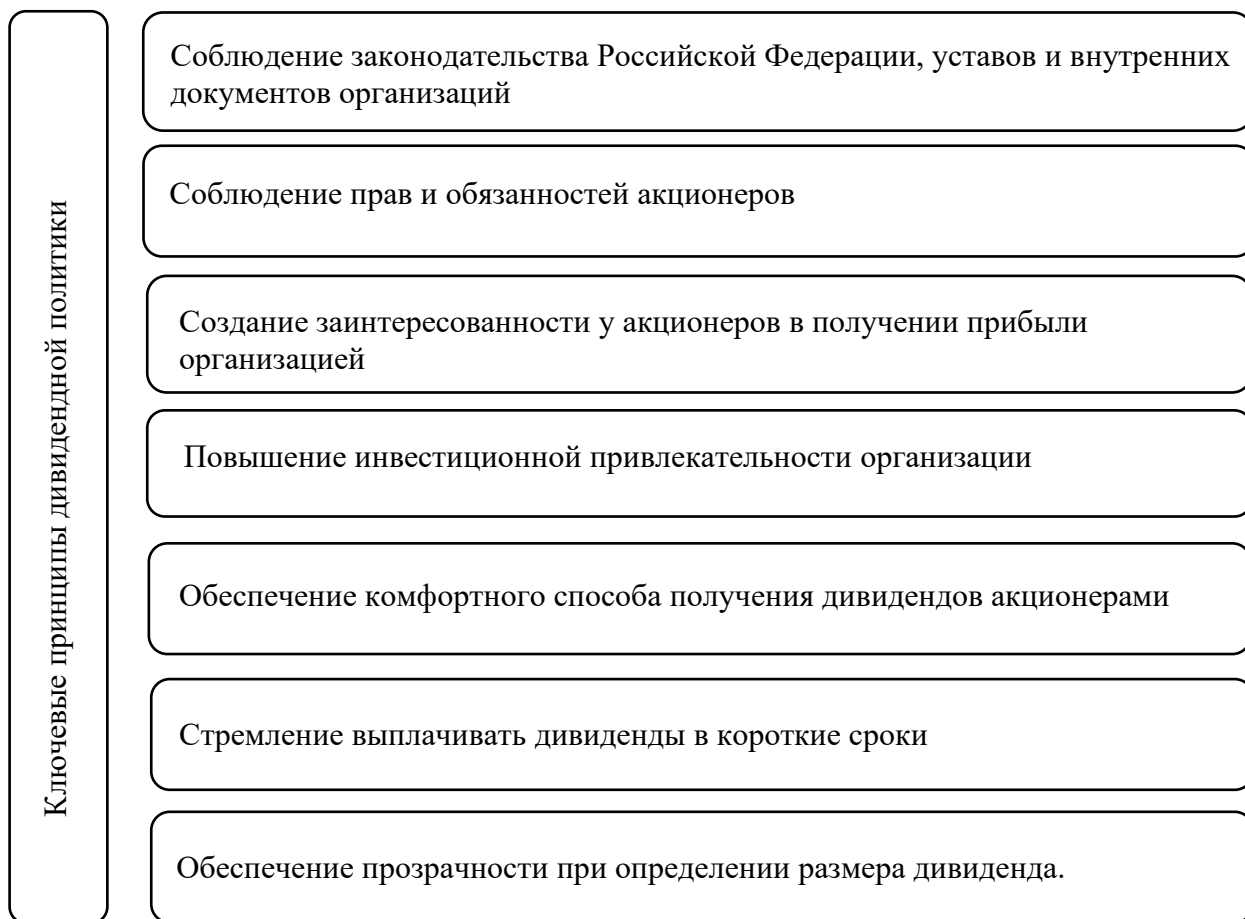 Ключевые принципы дивидендной политики
Соблюдение законодательства Российской Федерации, уставов и внутренних
документов организаций
Соблюдение прав и обязанностей акционеров
Создание заинтересованности у акционеров в получении прибыли
организацией
Повышение инвестиционной привлекательности организации
Обеспечение комфортного способа получения дивидендов акционерами
Стремление выплачивать дивиденды в короткие сроки
Обеспечение прозрачности при определении размера дивиденда.